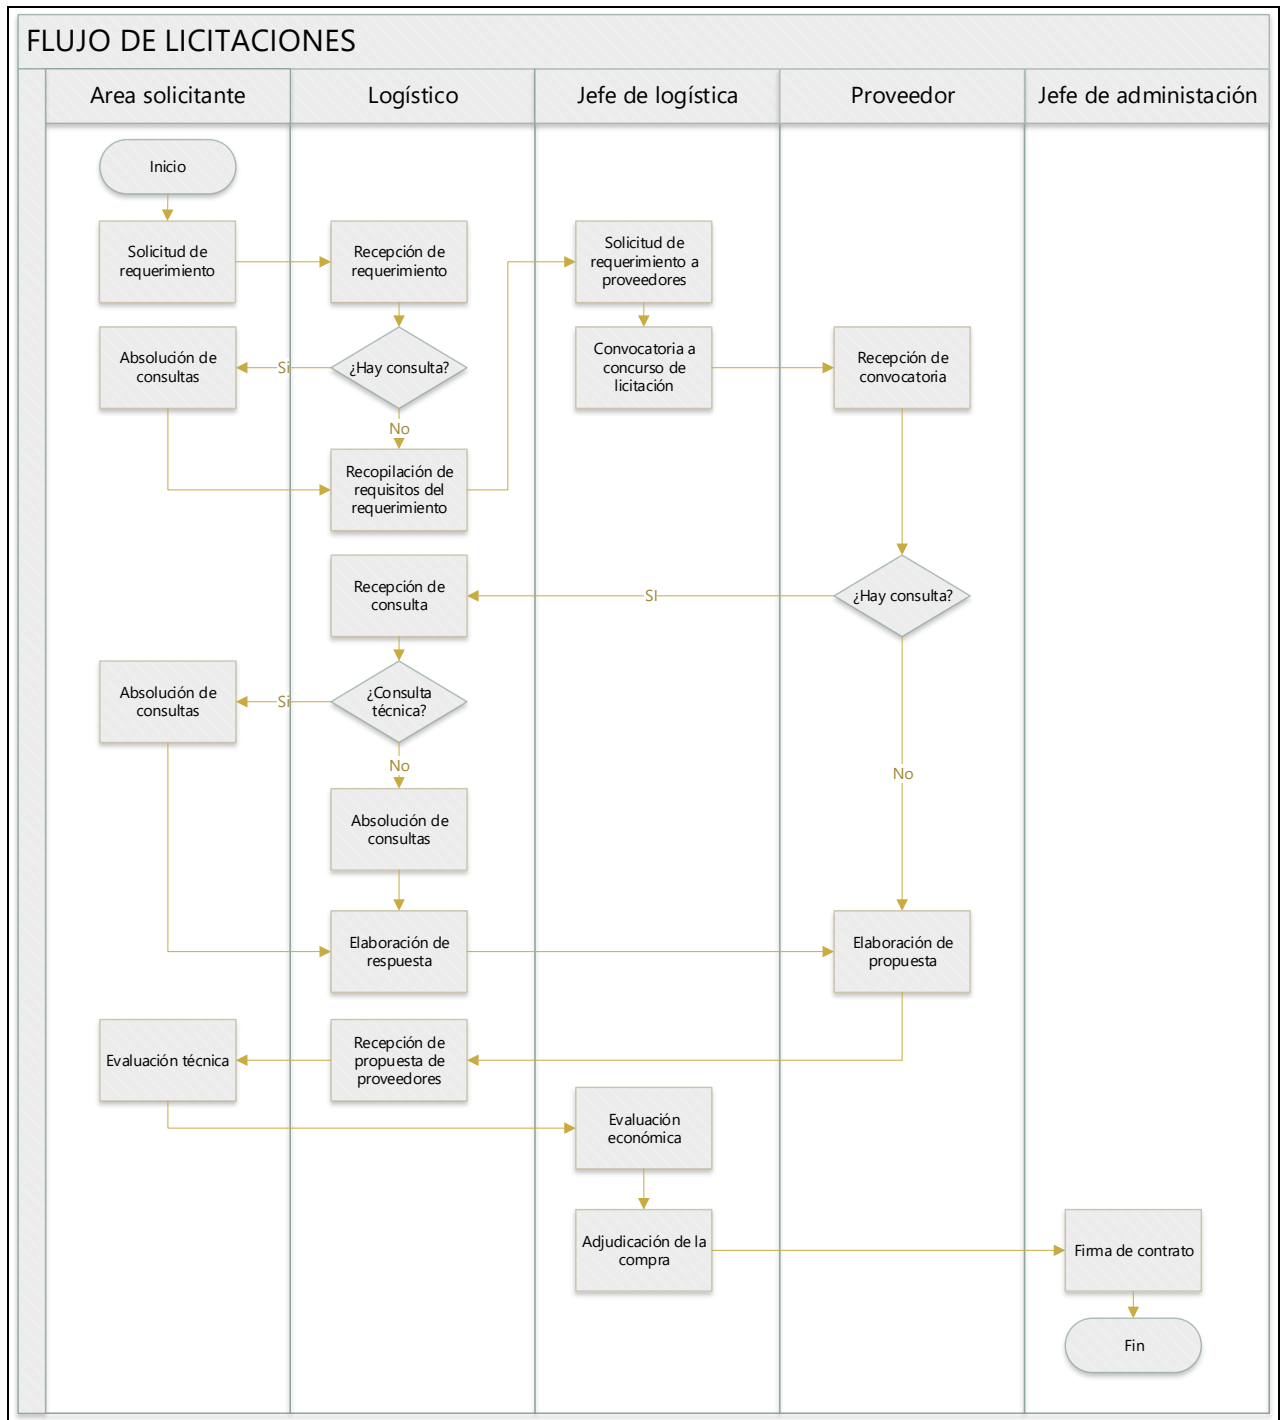 FLUJO DE LICITACIONES
Area solicitante
Logístico
Jefe de logística
Proveedor
Jefe de administación
Inicio
Solicitud de
requerimiento
Recepción de
requerimiento
Solicitud de
requerimiento a
proveedores
Absolución de
consultas
Si
¿Hay consulta?
Convocatoria a
concurso de
licitación
Recepción de
convocatoria
No
Recopilación de
requisitos del
requerimiento
Recepción de
consulta
SI
¿Hay consulta?
Absolución de
consultas
Si
¿Consulta
técnica?
No
No
Absolución de
consultas
Elaboración de
respuesta
Elaboración de
propuesta
Evaluación técnica
Recepción de
propuesta de
proveedores
Evaluación
económica
Adjudicación de la
compra
Firma de contrato
Fin